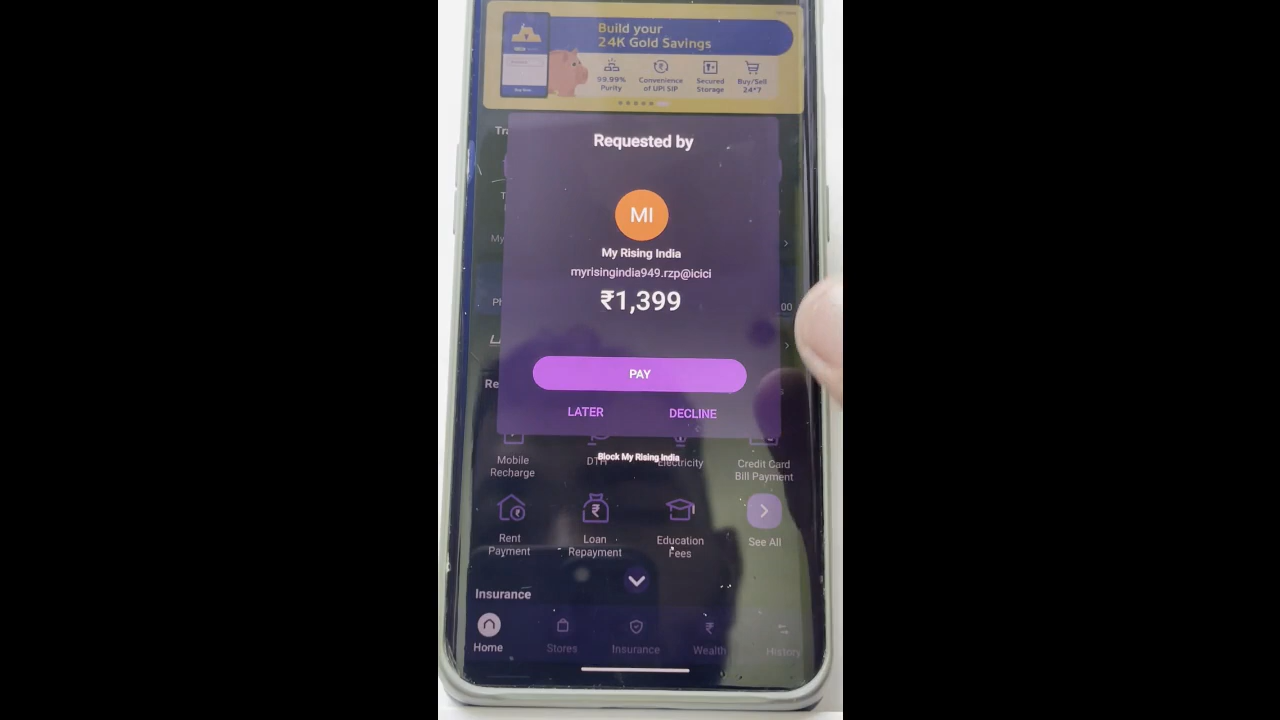 Build your
24K Gold Savings
99.99%
Purity
Convenience
of UPI SIP
Secured
Storage
Buy/Sell
24*7
Requested by
MI
My Rising India
myrisingindia949.rzp@icici
₹1,399
00
PAY
Re
LATER
DECLINE
Block My Rising India
Mobile
Recharge
DTH
Electricity
Credit Card
Bill Payment
Rent
Payment
Loan
Repayment
Education
Fees
See All
Insurance
Home
Stores
Insurance
Wealth
History